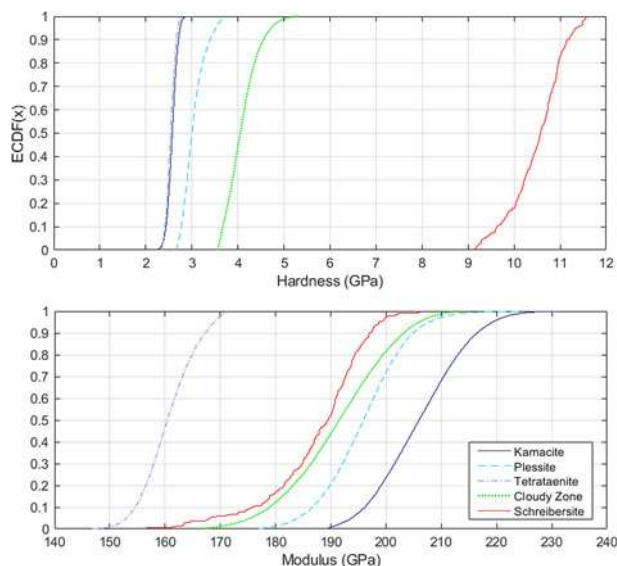 1
0.9
0.8
0.7
0.6
0.5
0.4
0.3
0.2
0.1
0
ECDF(x)
0 1 2 3 4 5 6 7 8 9 10 11 12
Hardness (GPa)
1
0.9
0.8
0.7
0.6
0.5
0.4
0.3
0.2
0.1
0
140 150 160 170 180 190 200 210 220 230 240
Modulus (GPa)
Kamacite
Plessite
Tetrataenite
Cloudy Zone
Schreibersite